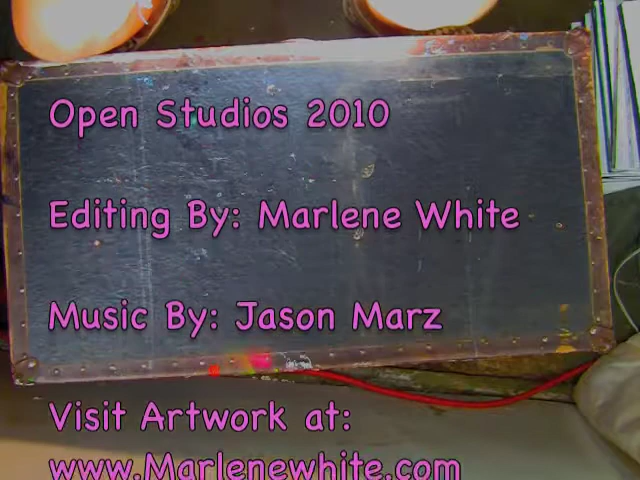 Open Studios 2010
Editing By: Marlene White
Music By: Jason Marz
Visit Artwork at:
www.Marlenewhite.com